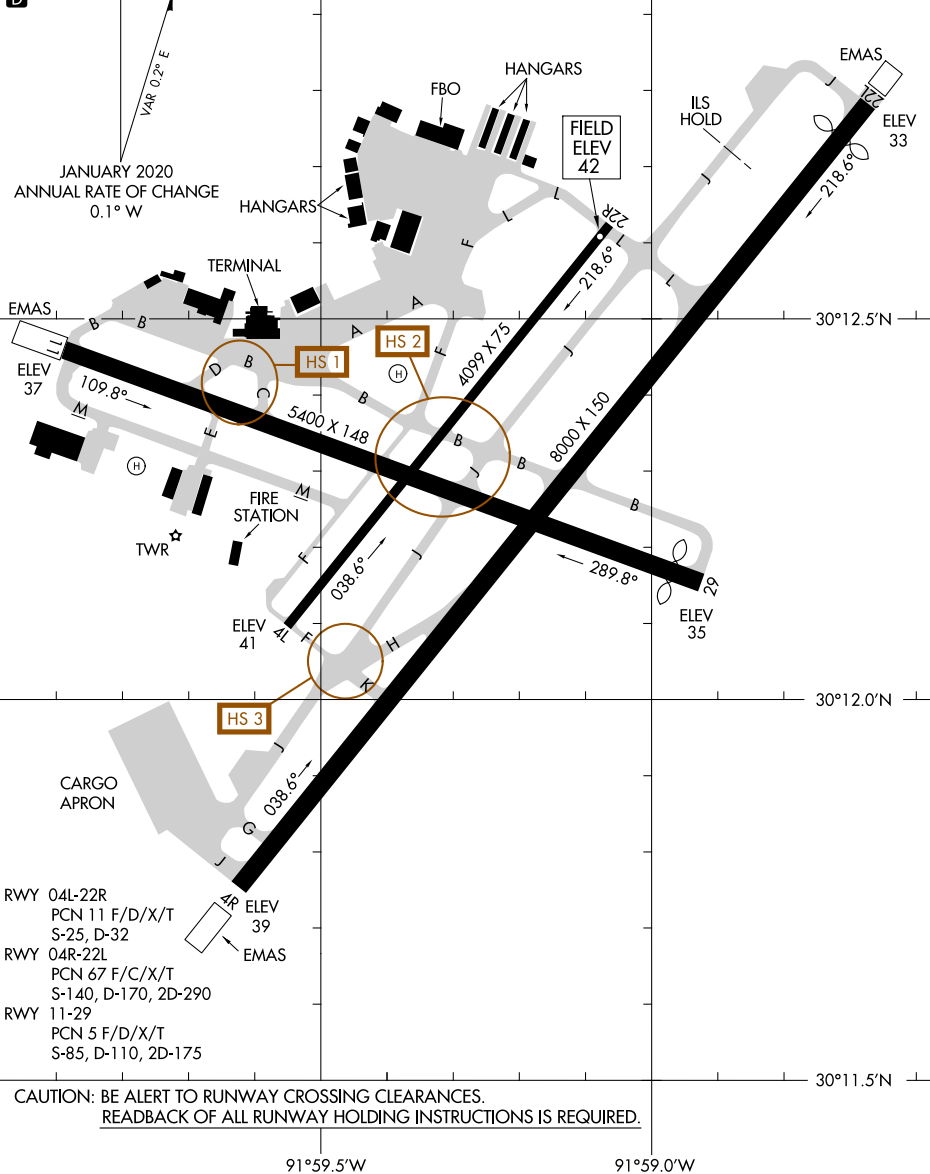 D
VAR 0.2° E
JANUARY 2020
ANNUAL RATE OF CHANGE
0.1° W
EMAS
HANGARS
FBO
J
22L
ELEV
33
ILS
HOLD
FIELD
ELEV
42
218.6°
J
HANGARS
L
L
22R
L
F
L
218.6°
TERMINAL
EMAS
B
B
A
A
30°12.5'N
11
ELEV
37
HS 1
HS 2
F
4099 X 75
J
D
B
C
H
109.8°
M
E
5400 X 148
B
B
8000 X 150
H
J
B
M
B
FIRE
STATION
TWR
F
038.6°
J
289.8°
29
ELEV
35
ELEV
41
4L
F
H
K
HS 3
30°12.0'N
J
CARGO
APRON
038.6°
G
J
4R
ELEV
39
EMAS
RWY 04L-22R
PCN 11 F/D/X/T
S-25, D-32
RWY 04R-22L
PCN 67 F/C/X/T
S-140, D-170, 2D-290
RWY 11-29
PCN 5 F/D/X/T
S-85, D-110, 2D-175
30°11.5'N
CAUTION: BE ALERT TO RUNWAY CROSSING CLEARANCES.
READBACK OF ALL RUNWAY HOLDING INSTRUCTIONS IS REQUIRED.
91°59.5'W
91°59.0'W